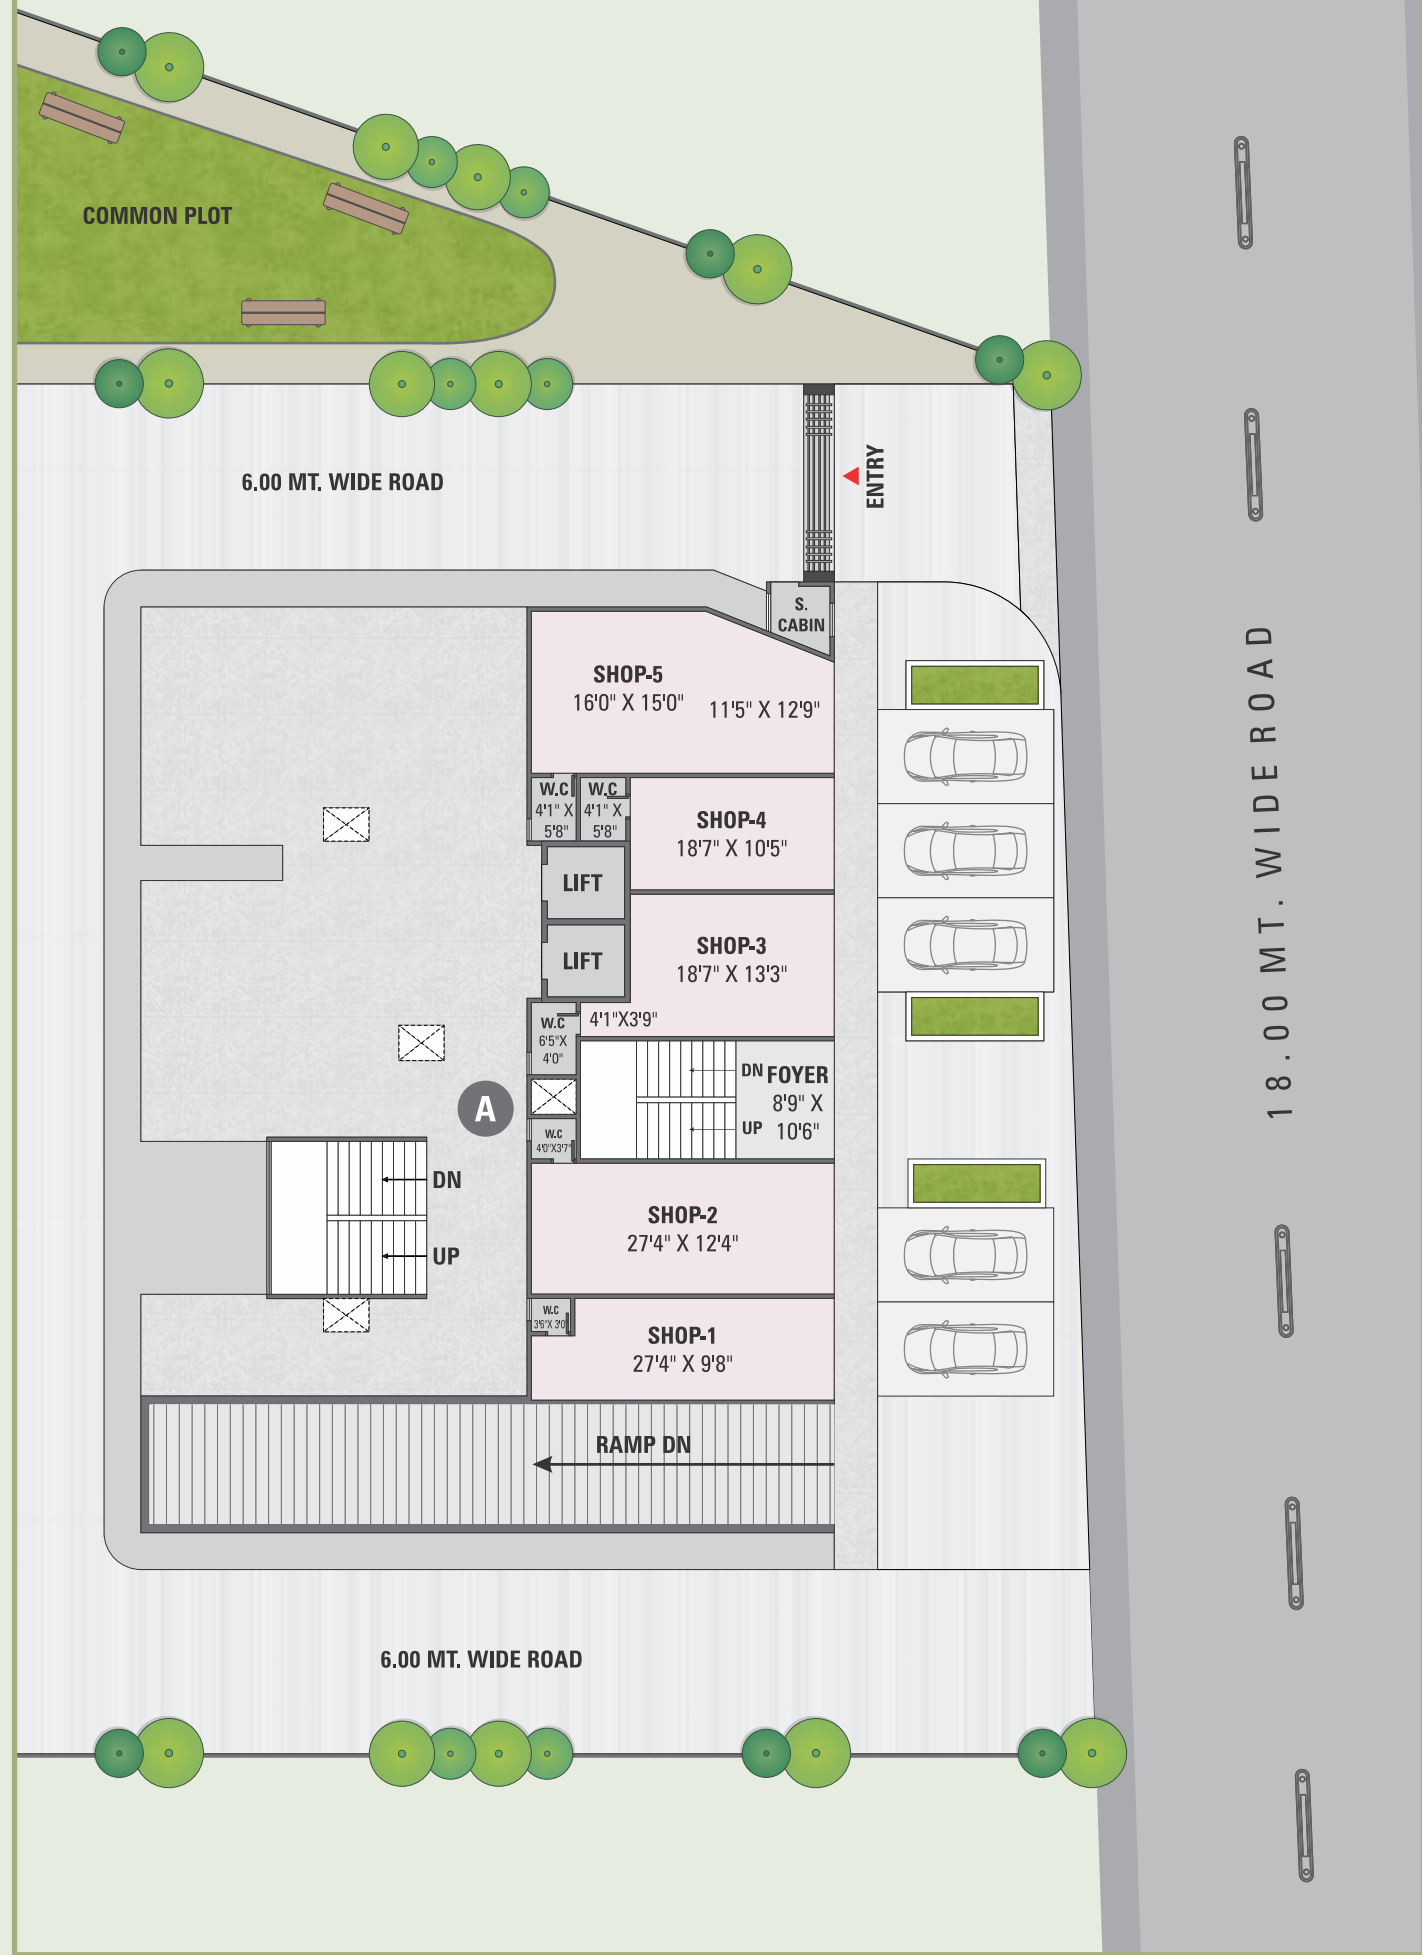 COMMON PLOT
6.00 MT. WIDE ROAD
ENTRY
S.
CABIN
SHOP-5
16'0" X 15'0"
11'5" X 12'9"
W.C
4'1" X
5'8"
W.C
4'1" X
5'8"
SHOP-4
18'7" X 10'5"
LIFT
LIFT
SHOP-3
18'7" X 13'3"
4'1"X3'9"
W.C
6'5"X
4'0"
A
DN
UP
FOYER
8'9" X
10'6"
W.C
4'0"X3'7"
DN
UP
SHOP-2
27'4" X 12'4"
W.C
3'6"X 3'0"
SHOP-1
27'4" X 9'8"
RAMP DN
6.00 MT. WIDE ROAD
18.00 MT. WIDE ROAD